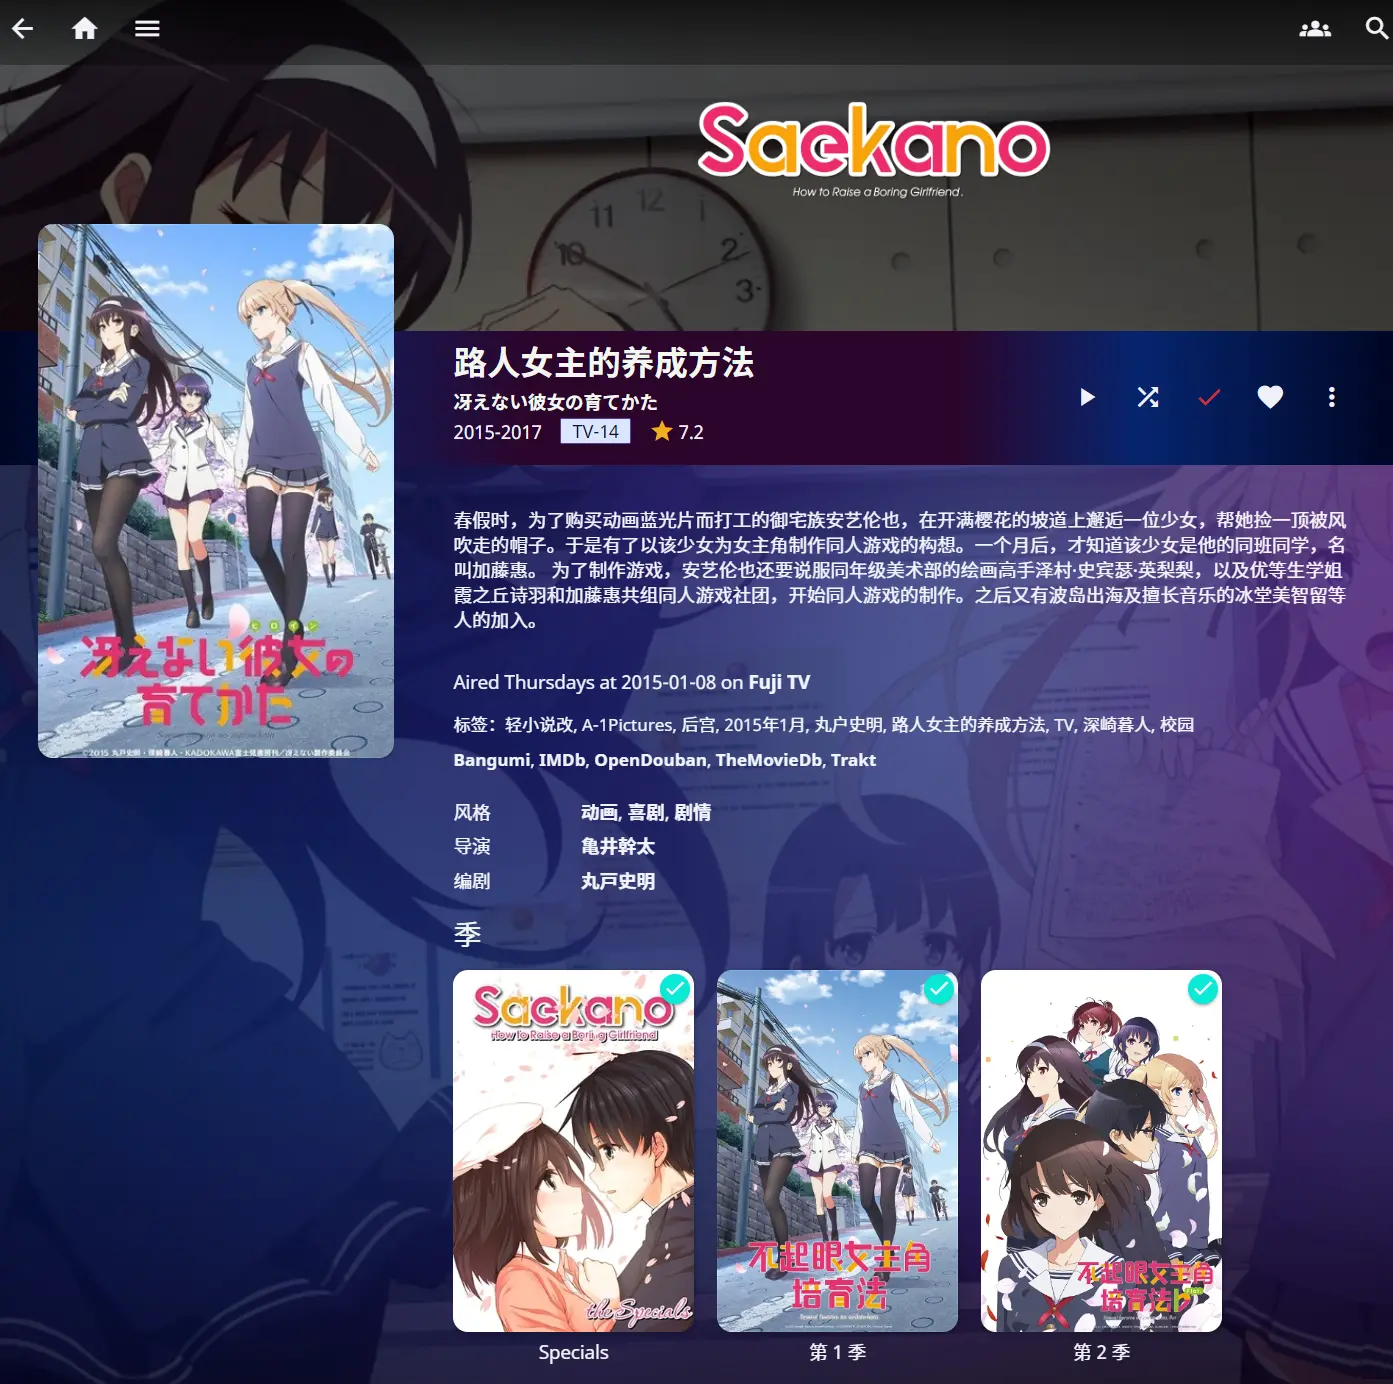 Saekano
How to Raise a Boring Girlfriend.
11 12 1
10 2
3
路人女主的养成方法
冴えない彼女の育てかた
2015-2017 TV-14 7.2
ヒロイン
冴えない彼女の
育てかた
©2015 丸戸史明・深崎暮人・KADOKAWA富士見書房刊／冴えない製作委員会
春假时，为了购买动画蓝光片而打工的御宅族安艺伦也，在开满樱花的坡道上邂逅一位少女，帮她捡一顶被风
吹走的帽子。于是有了以该少女为女主角制作同人游戏的构想。一个月后，才知道该少女是他的同班同学，名
叫加藤惠。 为了制作游戏，安艺伦也还要说服同年级美术部的绘画高手泽村·史宾瑟·英梨梨，以及优等生学姐
霞之丘诗羽和加藤惠共组同人游戏社团，开始同人游戏的制作。之后又有波岛出海及擅长音乐的冰堂美智留等
人的加入。
Aired Thursdays at 2015-01-08 on Fuji TV
标签：轻小说改, A-1Pictures, 后宫, 2015年1月, 丸户史明, 路人女主的养成方法, TV, 深崎暮人, 校园
Bangumi, IMDb, OpenDouban, TheMovieDb, Trakt
风格 动画, 喜剧, 剧情
导演 亀井幹太
编剧 丸戸史明
季
Saekano
How to Raise a Boring Girlfriend
the Specials
不起眼女主角
培育法
不起眼女主角
培育法♭
Specials
第 1 季
第 2 季